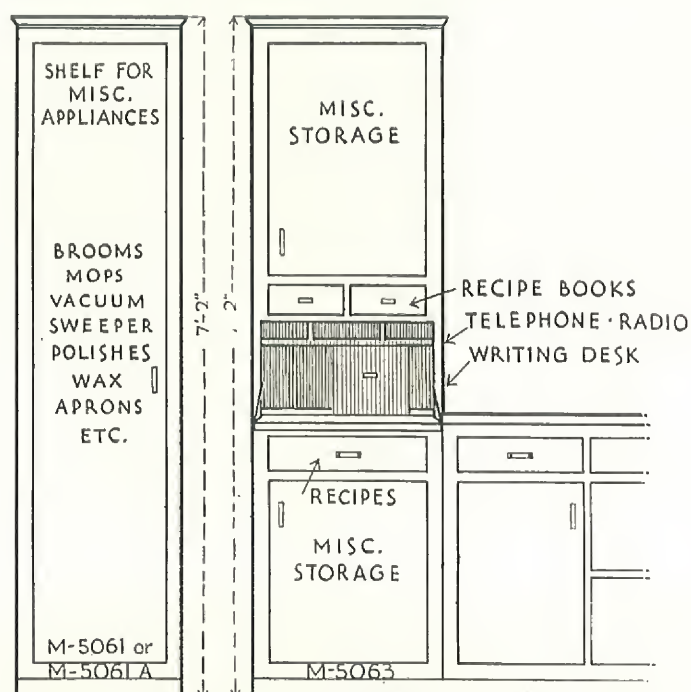 SHELF FOR
MISC.
APPLIANCES
BROOMS
MOPS
VACUUM
SWEEPER
POLISHES
WAX
APRONS
ETC.
M-5061 or
M-5061 A
7'-2"
2"
MISC.
STORAGE
RECIPE BOOKS
TELEPHONE · RADIO
WRITING DESK
RECIPES
MISC.
STORAGE
M-5063